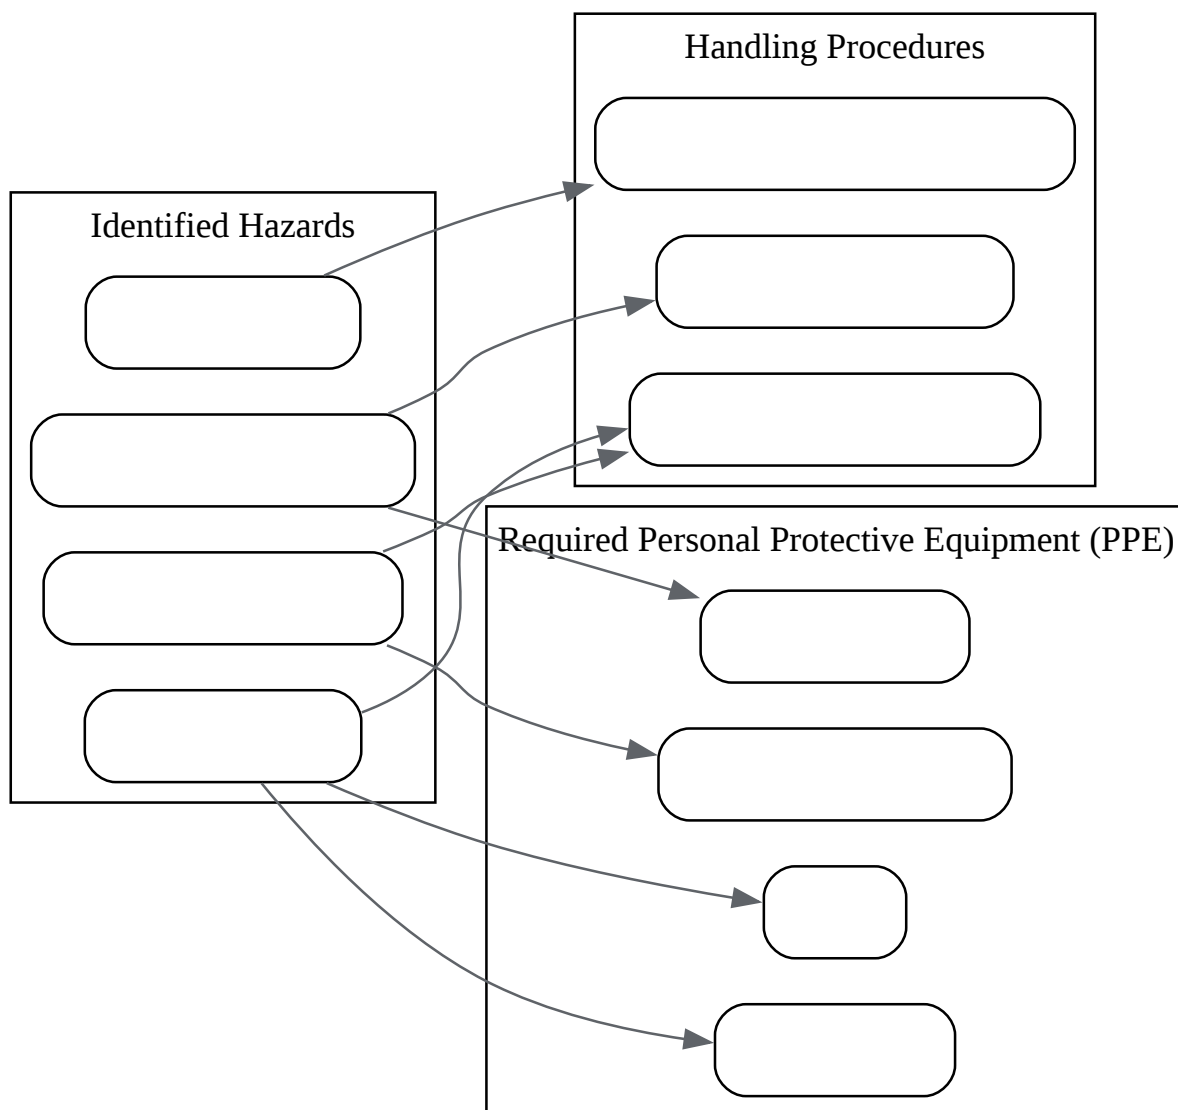 Handling Procedures
Identified Hazards
Required Personal Protective Equipment (PPE)